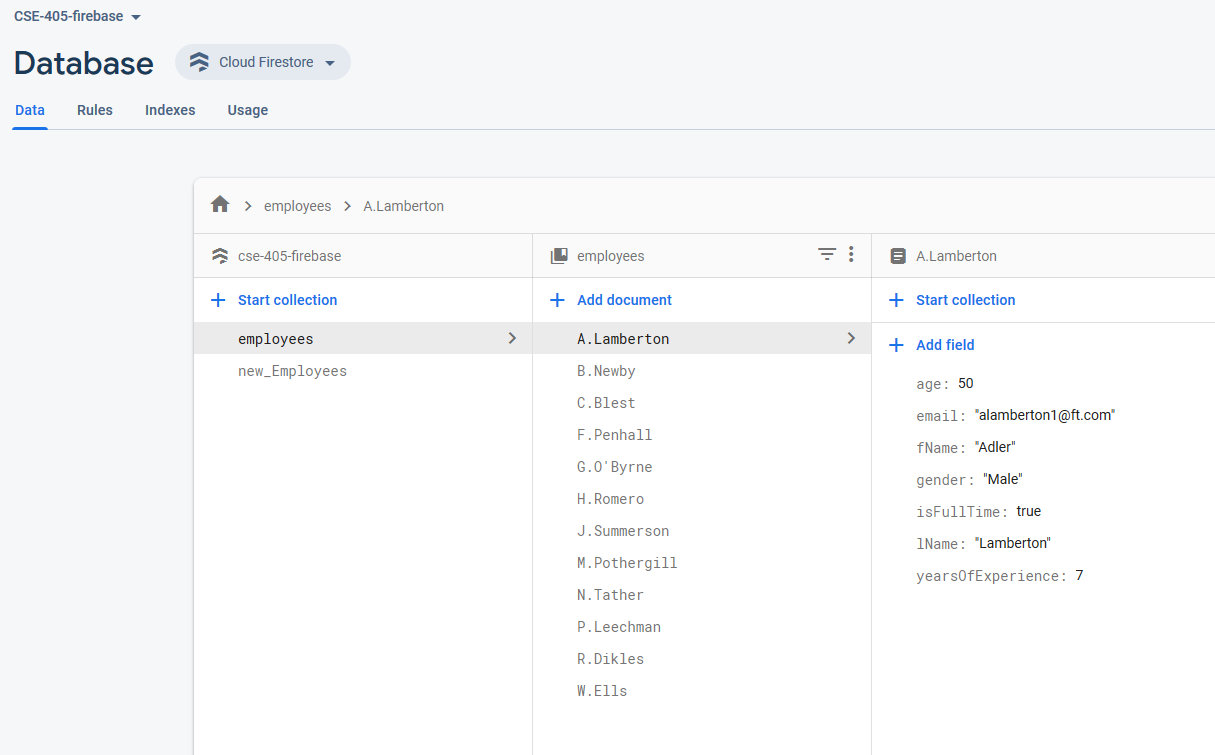 CSE-405-firebase
Database
Cloud Firestore
Data Rules Indexes Usage
employees A.Lamberton
cse-405-firebase
Start collection
employees
new_Employees
employees
Add document
A.Lamberton
B.Newby
C.Blest
F.Penhall
G.O'Byrne
H.Romero
J.Summerson
M.Pothergill
N.Tather
P.Leechman
R.Dikles
W.Ells
A.Lamberton
Start collection
Add field
age: 50
email: "alamberton1@ft.com"
fName: "Adler"
gender: "Male"
isFullTime: true
lName: "Lamberton"
yearsOfExperience: 7